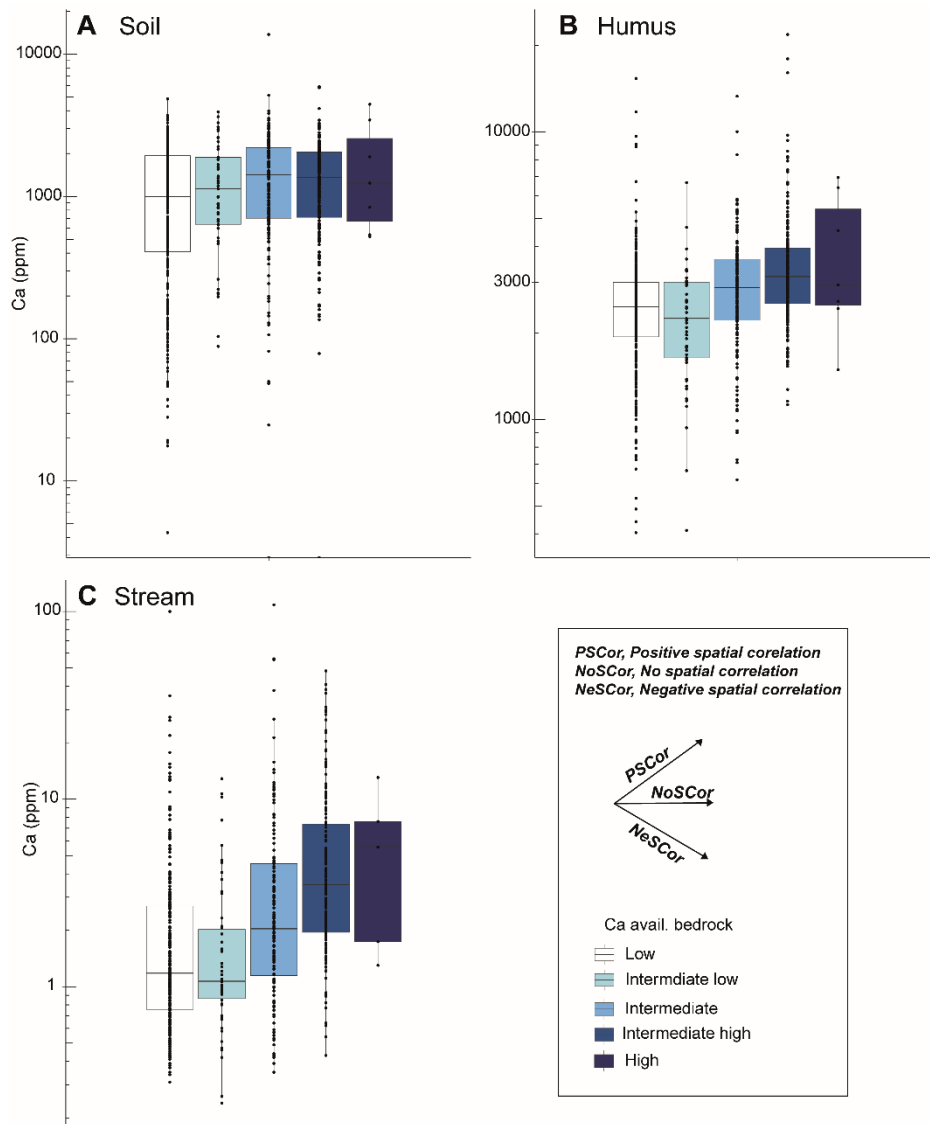 A Soil
10000
1000
100
10
Ca (ppm)
B Humus
10000
3000
1000
C Stream
100
10
1
Ca (ppm)
PSCor, Positive spatial corelation
NoSCor, No spatial correlation
NeSCor, Negative spatial correlation
PSCor
NoSCor
NeSCor
Ca avail. bedrock
Low
Intermdiate low
Intermediate
Intermediate high
High